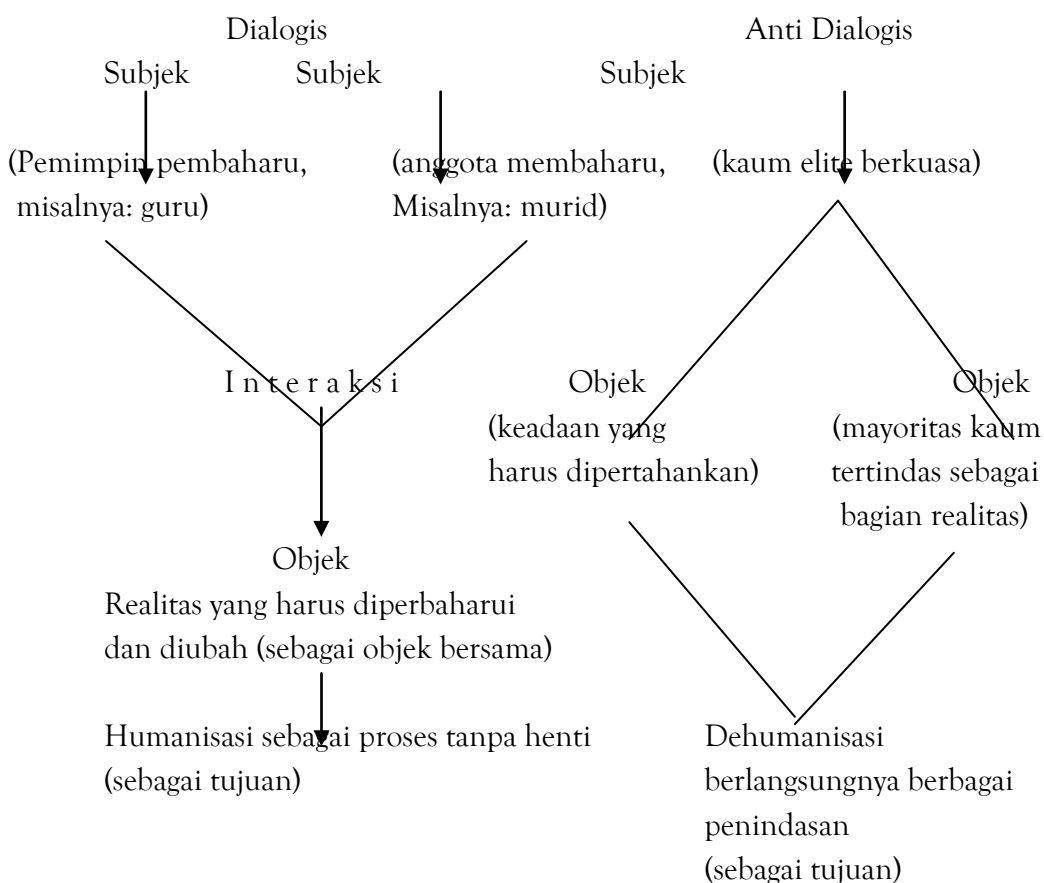 Dialogis Anti Dialogis
Subjek Subjek Subjek
(Pemimpin pembaharu, (anggota membaharu, (kaum elite berkuasa)
misalnya: guru) Misalnya: murid)
I n t e r a k s i Objek Objek
(keadaan yang (mayoritas kaum
harus dipertahankan) tertindas sebagai
bagian realitas)
Objek
Realitas yang harus diperbaharui
dan diubah (sebagai objek bersama)
Humanisasi sebagai proses tanpa henti Dehumanisasi
(sebagai tujuan) berlangsungnya berbagai
penindasan
(sebagai tujuan)